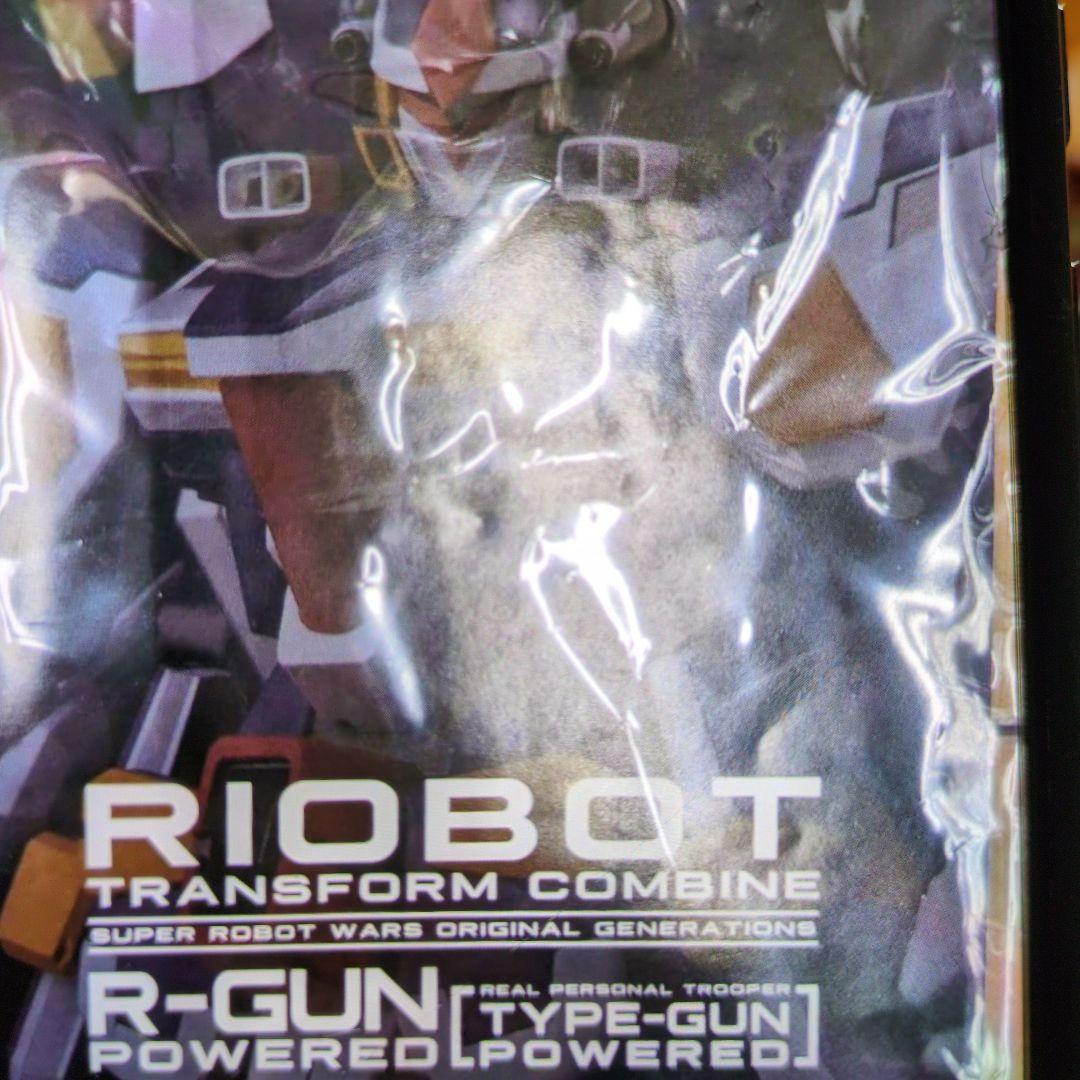 RIOBOT
TRANSFORM COMBINE
SUPER ROBOT WARS ORIGINAL GENERATIONS
R-GUN
POWERED
[REAL PERSONAL TROOPER
TYPE-GUN
POWERED]